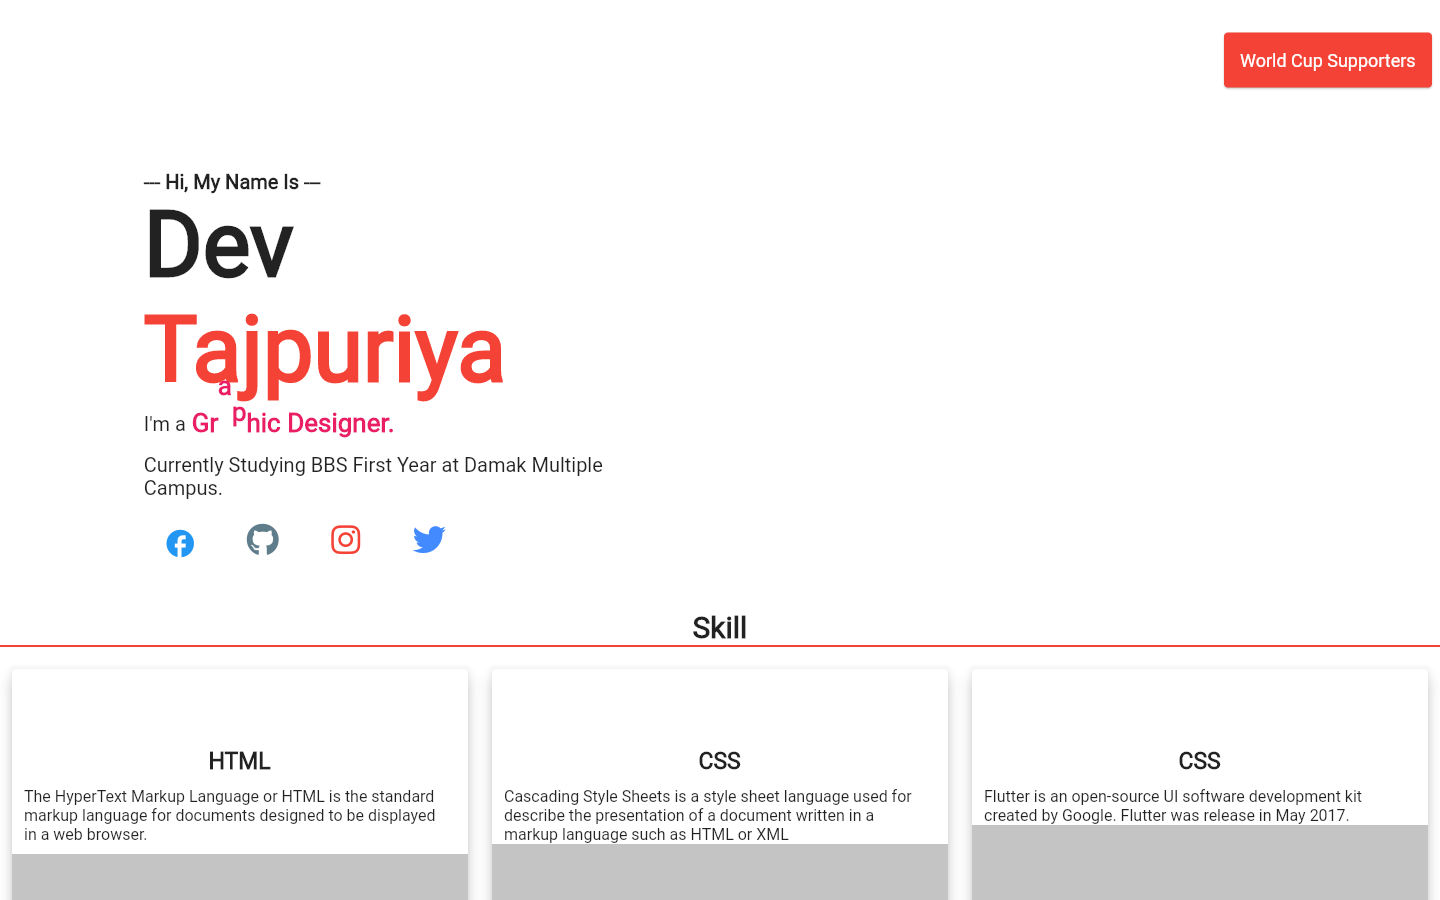 World Cup Supporters
--- Hi, My Name Is ---
Dev
Tajpuriya
I'm a Graphic Designer.
Currently Studying BBS First Year at Damak Multiple
Campus.
Skill
HTML
The HyperText Markup Language or HTML is the standard
markup language for documents designed to be displayed
in a web browser.
CSS
Cascading Style Sheets is a style sheet language used for
describe the presentation of a document written in a
markup language such as HTML or XML
CSS
Flutter is an open-source UI software development kit
created by Google. Flutter was release in May 2017.